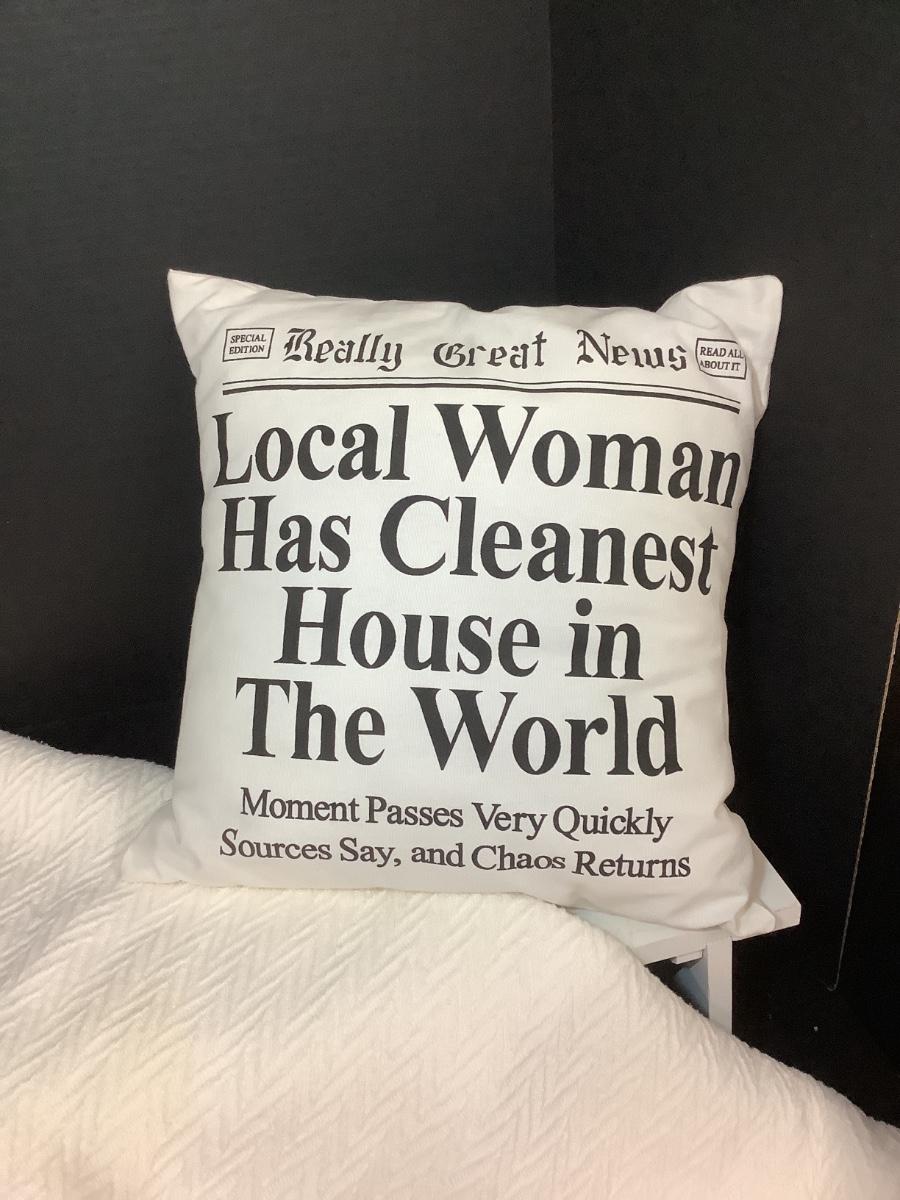 SPECIAL
EDITION
Really Great News
READ ALL
ABOUT IT
Local Woman
Has Cleanest
House in
The World
Moment Passes Very Quickly
Sources Say, and Chaos Returns